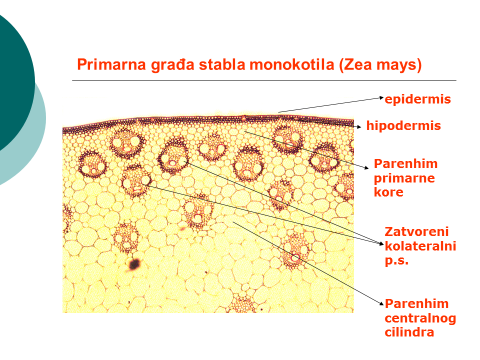 Primarna građa stabla monokotila (Zea mays)
epidermis
hipodermis
Parenhim
primarne
kore
Zatvoreni
kolateralni
p.s.
Parenhim
centralnog
cilindra